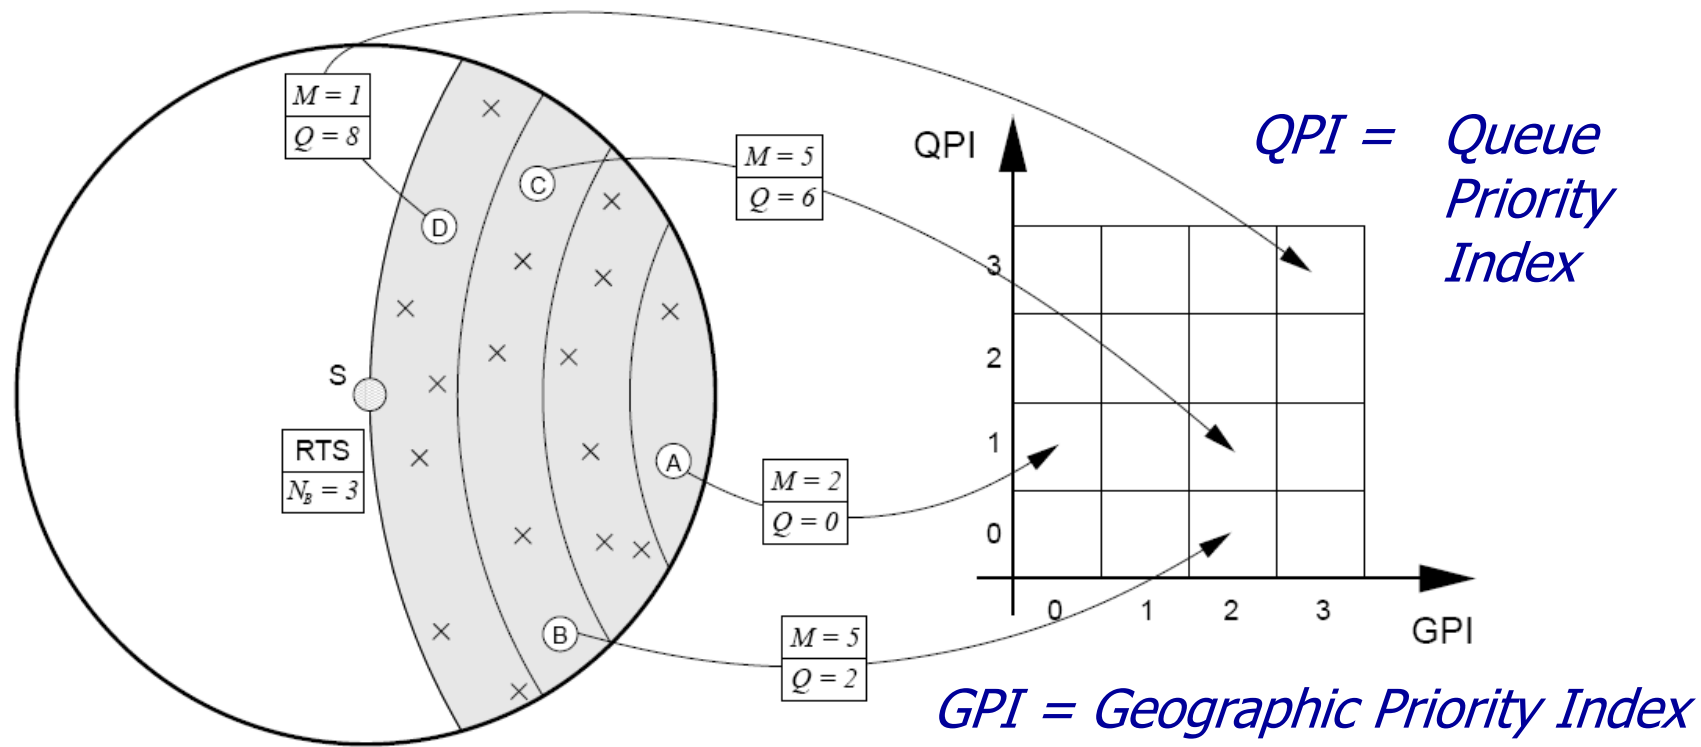 M = 1
Q = 8
C
M = 5
Q = 6
D
S
RTS
N_B = 3
A
M = 2
Q = 0
B
M = 5
Q = 2
QPI
3
2
1
0
0 1 2 3
GPI
QPI = Queue
Priority
Index
GPI = Geographic Priority Index